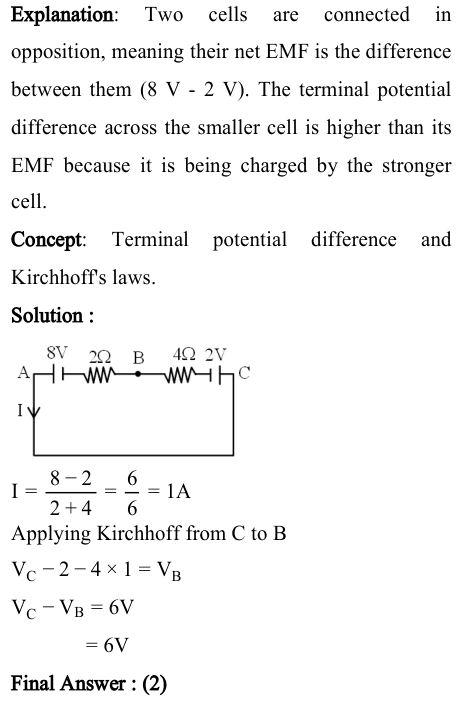 Explanation: Two cells are connected in
opposition, meaning their net EMF is the difference
between them (8 V - 2 V). The terminal potential
difference across the smaller cell is higher than its
EMF because it is being charged by the stronger
cell.
Concept: Terminal potential difference and
Kirchhoff's laws.
Solution :
8V 2Ω B 4Ω 2V
A C
I
I = (8 − 2)/(2 + 4) = 6/6 = 1A
Applying Kirchhoff from C to B
V_C − 2 − 4 × 1 = V_B
V_C − V_B = 6V
= 6V
Final Answer : (2)